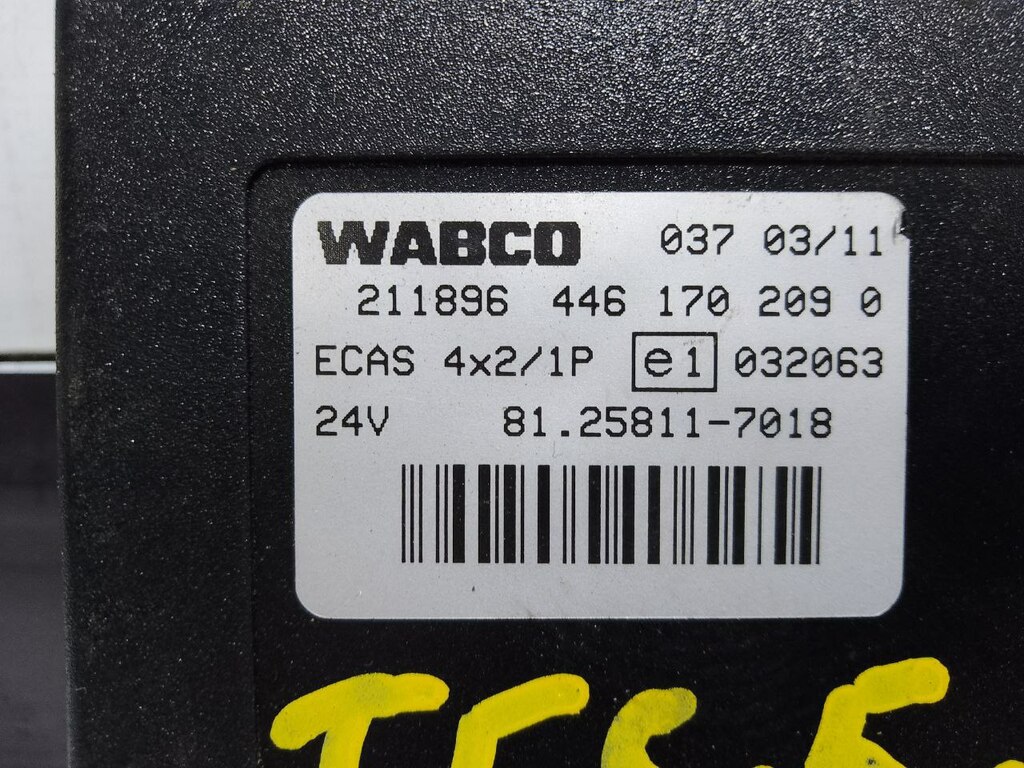 WABCO 037 03/11
211896 446 170 209 0
ECAS 4x2/1P e1 032063
24V 81.25811-7018